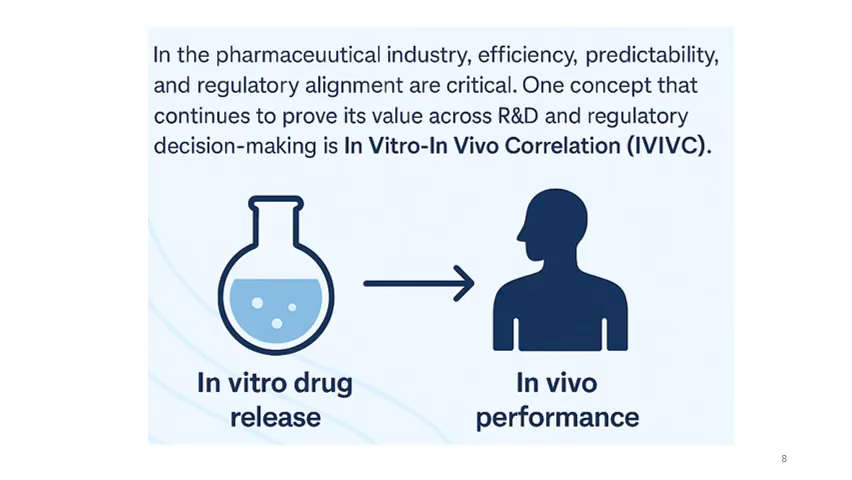 In the pharmaceuutical industry, efficiency, predictability,
and regulatory alignment are critical. One concept that
continues to prove its value across R&D and regulatory
decision-making is In Vitro-In Vivo Correlation (IVIVC).
In vitro drug
release
In vivo
performance
8